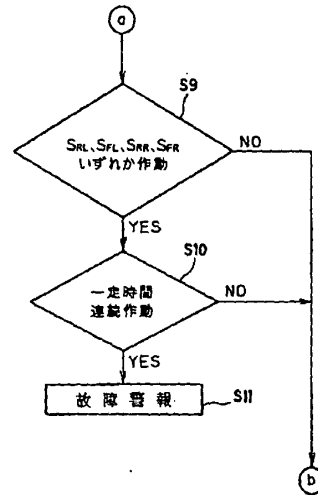 a
S9
SRL、SFL、SRR、SFR
いずれか作動
NO
YES
S10
一定時間
連続作動
NO
YES
故障警報
S11
b